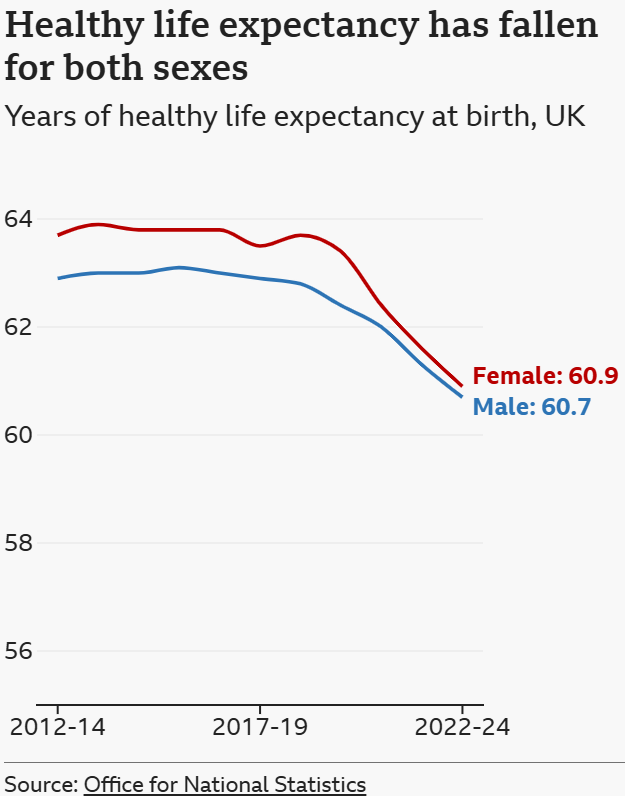 Healthy life expectancy has fallen
for both sexes
Years of healthy life expectancy at birth, UK
64
62
Female: 60.9
Male: 60.7
60
58
56
2012-14 2017-19 2022-24
Source: Office for National Statistics